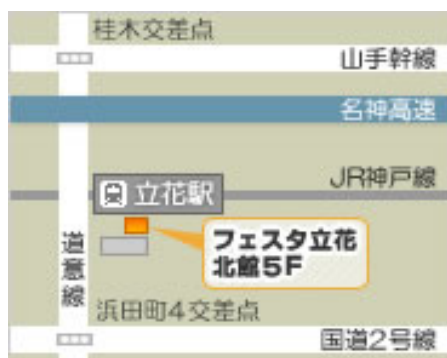 桂木交差点
山手幹線
名神高速
JR神戸線
立花駅
フェスタ立花
北館5F
道意線
浜田町4交差点
国道2号線